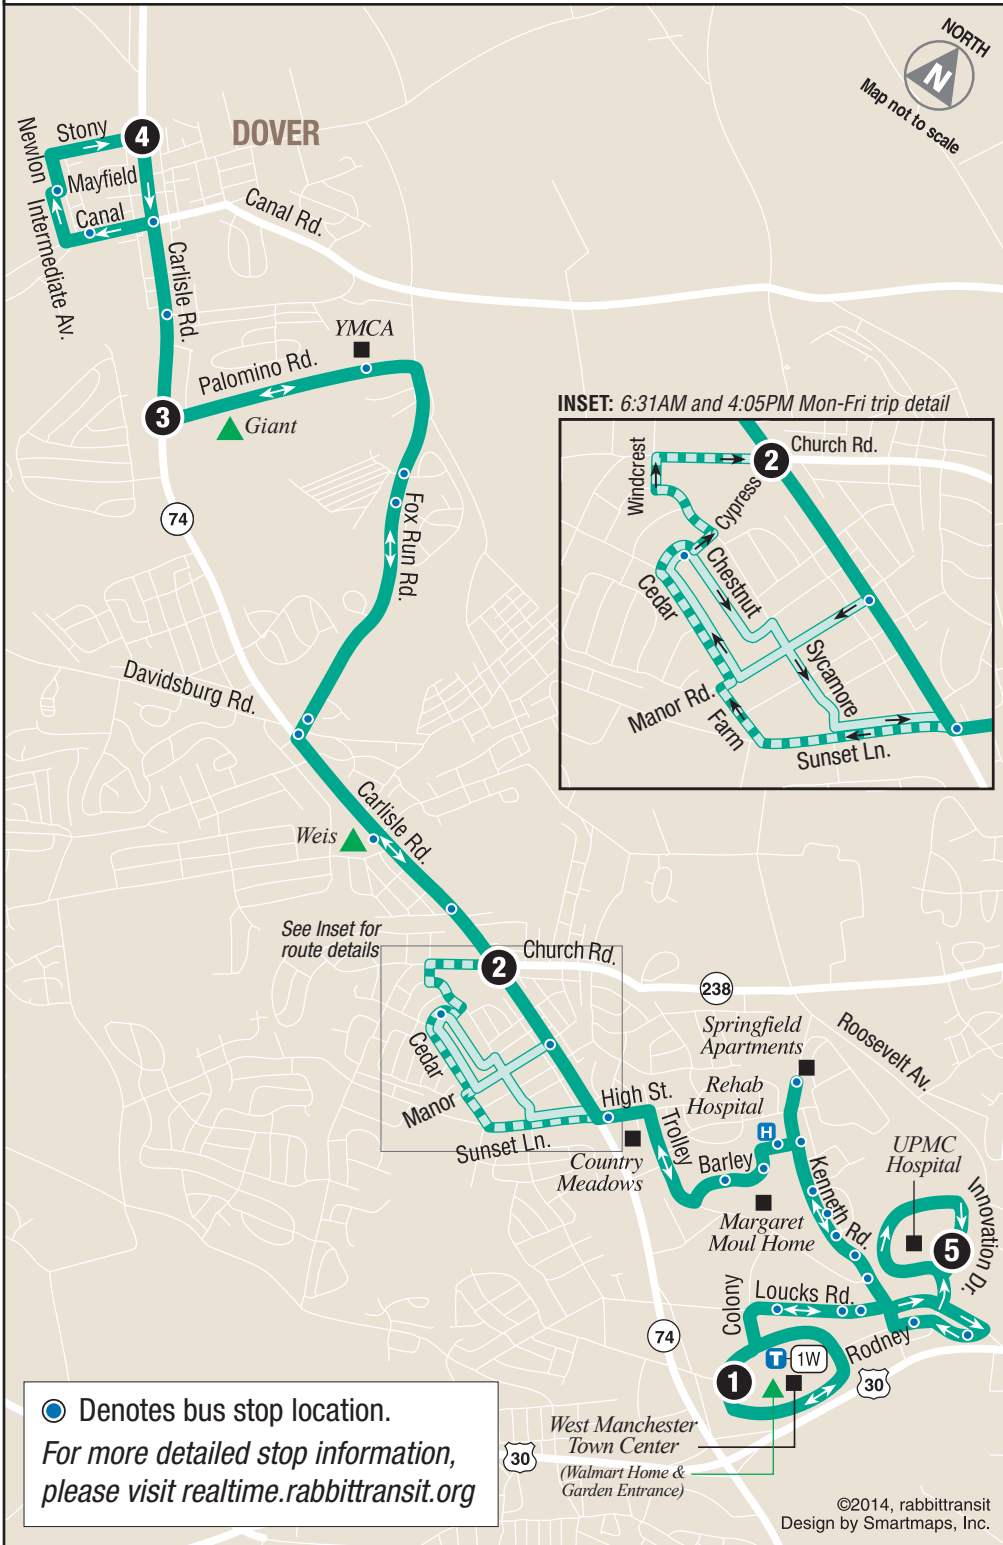 NORTH
N
Map not to scale
DOVER
4
Stony
Newlon
Mayfield
Canal
Intermediate Av.
Canal Rd.
Carlisle Rd.
YMCA
Palomino Rd.
3
Giant
74
Fox Run Rd.
INSET: 6:31AM and 4:05PM Mon-Fri trip detail
Windcrest
2
Church Rd.
Cypress
Chestnut
Cedar
Sycamore
Manor Rd.
Farm
Sunset Ln.
Davidsburg Rd.
Carlisle Rd.
Weis
See Inset for
route details
2
Church Rd.
238
Cedar
Manor
Sunset Ln.
High St.
Trolley
Country
Meadows
Springfield
Apartments
Roosevelt Av.
Rehab
Hospital
H
Barley
Margaret
Moul Home
Kenneth Rd.
UPMC
Hospital
Innovation Dr.
5
Colony
Loucks Rd.
Rodney
74
T
1W
1
30
West Manchester
Town Center
(Walmart Home &
Garden Entrance)
30
Denotes bus stop location.
For more detailed stop information,
please visit realtime.rabbittransit.org
©2014, rabbittransit
Design by Smartmaps, Inc.